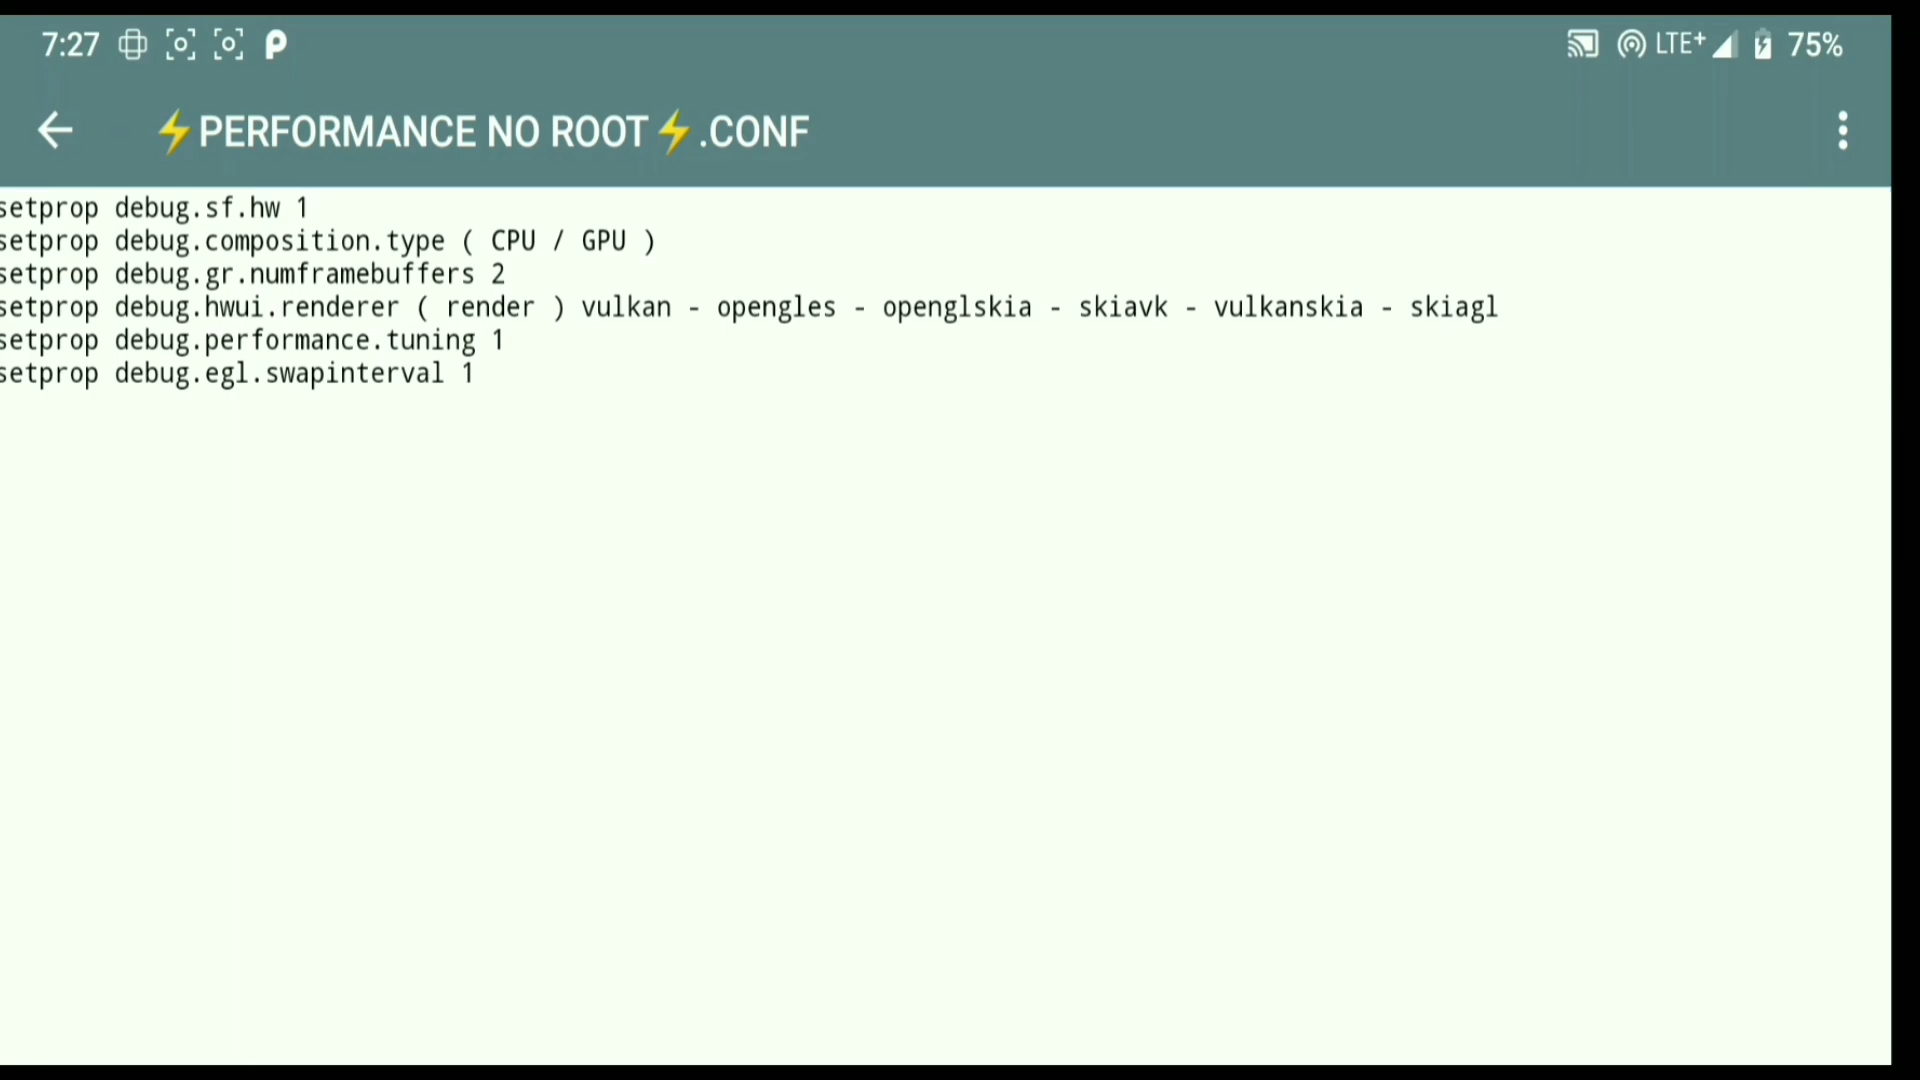 7:27 LTE+ 75%
⚡PERFORMANCE NO ROOT⚡.CONF
setprop debug.sf.hw 1
setprop debug.composition.type ( CPU / GPU )
setprop debug.gr.numframebuffers 2
setprop debug.hwui.renderer ( render ) vulkan - opengles - openglskia - skiavk - vulkanskia - skiagl
setprop debug.performance.tuning 1
setprop debug.egl.swapinterval 1